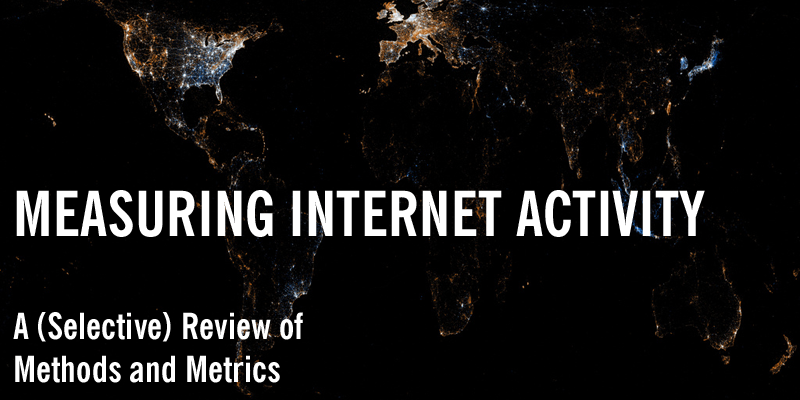 MEASURING INTERNET ACTIVITY
A (Selective) Review of
Methods and Metrics